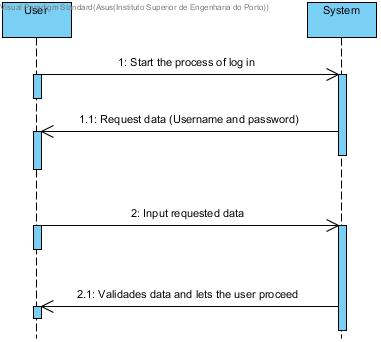 Visual Paradigm Standard(Asus(Instituto Superior de Engenharia do Porto))
User
System
1: Start the process of log in
1.1: Request data (Username and password)
2: Input requested data
2.1: Validades data and lets the user proceed